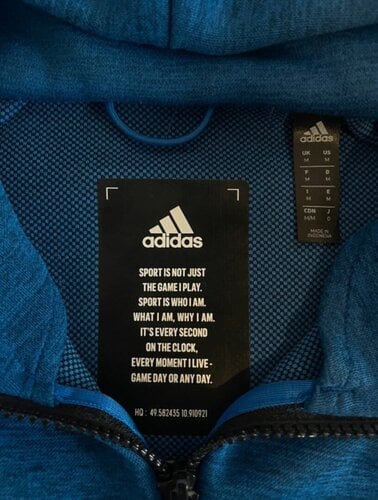 adidas
SPORT IS NOT JUST
THE GAME I PLAY.
SPORT IS WHO I AM.
WHAT I AM, WHY I AM.
IT'S EVERY SECOND
ON THE CLOCK,
EVERY MOMENT I LIVE -
GAME DAY OR ANY DAY.
HQ : 49.582435 10.910921
adidas
UK US
M M
F D
M M
I E
M M
CDN J
M/M O
MADE IN
INDONESIA